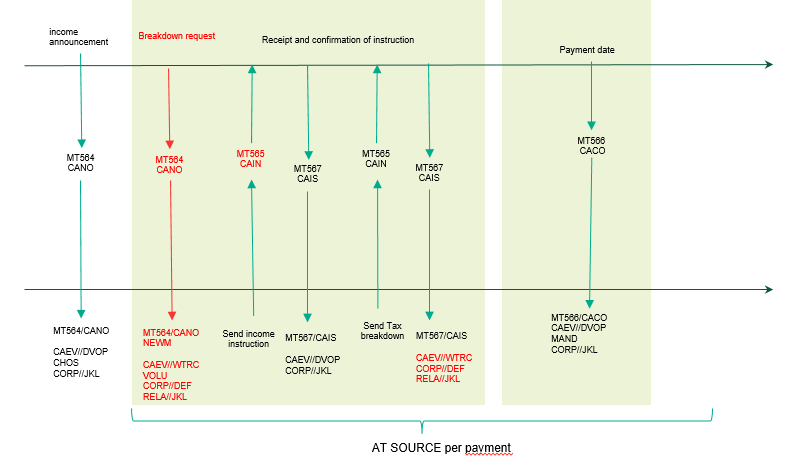 income
announcement
Breakdown request
Receipt and confirmation of instruction
Payment date
MT564
CANO
MT564
CANO
MT565
CAIN
MT567
CAIS
MT565
CAIN
MT567
CAIS
MT566
CACO
MT564/CANO
CAEV//DVOP
CHOS
CORP//JKL
MT564/CANO
NEWM
CAEV//WTRC
VOLU
CORP//DEF
RELA//JKL
Send income
instruction
MT567/CAIS
CAEV//DVOP
CORP//JKL
Send Tax
breakdown
MT567/CAIS
CAEV//WTRC
CORP//DEF
RELA//JKL
MT566/CACO
CAEV//DVOP
MAND
CORP//JKL
AT SOURCE per pavment